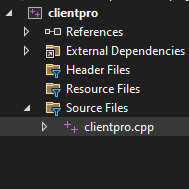 clientpro
References
External Dependencies
Header Files
Resource Files
Source Files
clientpro.cpp